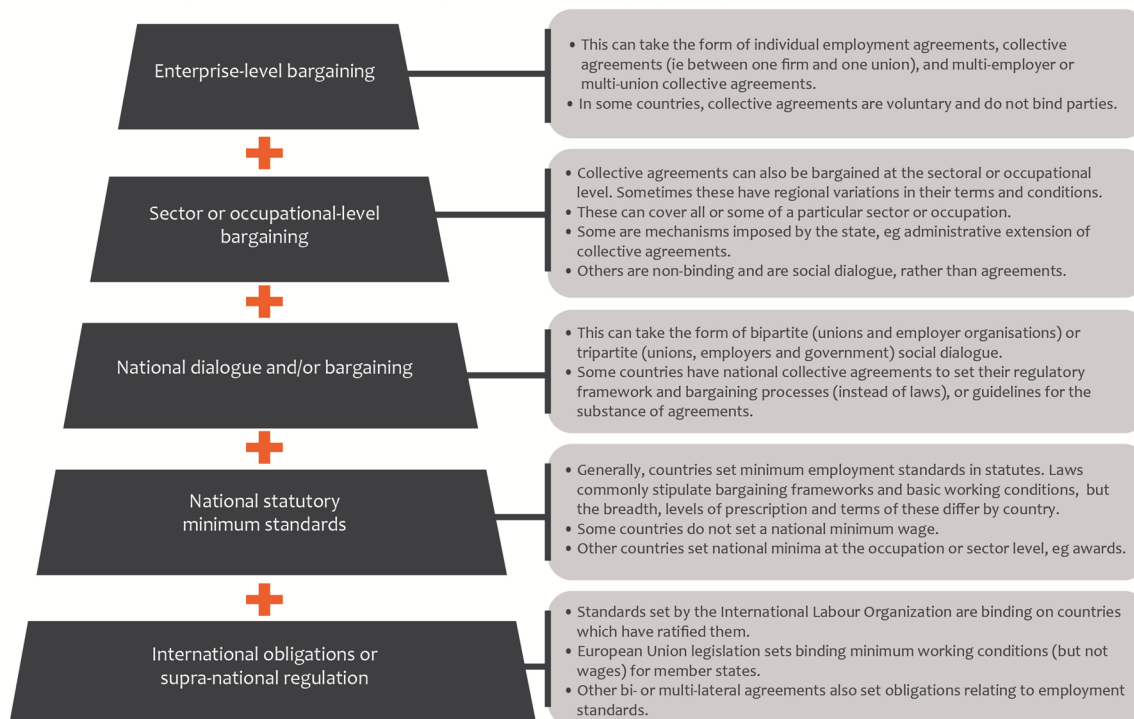 Enterprise-level bargaining
• This can take the form of individual employment agreements, collective
agreements (ie between one firm and one union), and multi-employer or
multi-union collective agreements.
• In some countries, collective agreements are voluntary and do not bind parties.
Sector or occupational-level
bargaining
• Collective agreements can also be bargained at the sectoral or occupational
level. Sometimes these have regional variations in their terms and conditions.
• These can cover all or some of a particular sector or occupation.
• Some are mechanisms imposed by the state, eg administrative extension of
collective agreements.
• Others are non-binding and are social dialogue, rather than agreements.
National dialogue and/or bargaining
• This can take the form of bipartite (unions and employer organisations) or
tripartite (unions, employers and government) social dialogue.
• Some countries have national collective agreements to set their regulatory
framework and bargaining processes (instead of laws), or guidelines for the
substance of agreements.
National statutory
minimum standards
• Generally, countries set minimum employment standards in statutes. Laws
commonly stipulate bargaining frameworks and basic working conditions, but
the breadth, levels of prescription and terms of these differ by country.
• Some countries do not set a national minimum wage.
• Other countries set national minima at the occupation or sector level, eg awards.
International obligations or
supra-national regulation
• Standards set by the International Labour Organization are binding on countries
which have ratified them.
• European Union legislation sets binding minimum working conditions (but not
wages) for member states.
• Other bi- or multi-lateral agreements also set obligations relating to employment
standards.